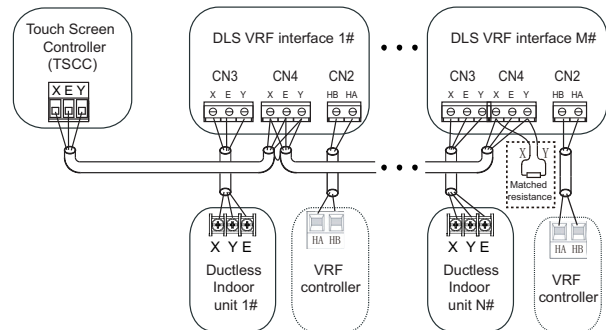 Touch Screen
Controller
(TSCC)
X E Y
DLS VRF interface 1#
CN3 CN4 CN2
X E Y X E Y HB HA
DLS VRF interface M#
CN3 CN4 CN2
X E Y X E Y HB HA
X Y
Matched
resistance
X Y E
Ductless
Indoor
unit 1#
HA HB
VRF
controller
X Y E
Ductless
Indoor
unit N#
HA HB
VRF
controller